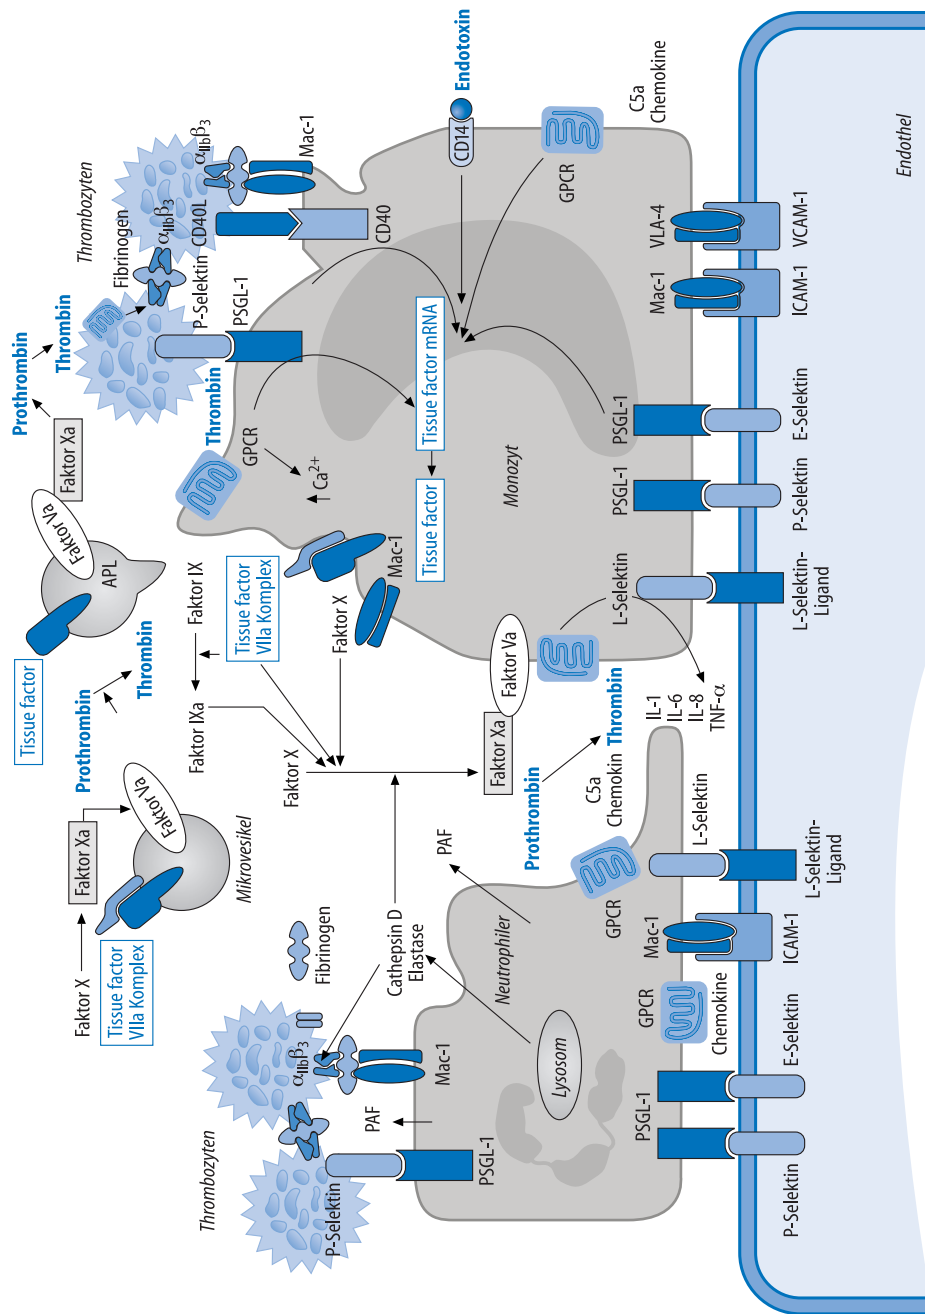 Thrombozyten
P-Selektin
PSGL-1
PAF
αIIbβ3
Mac-1
Fibrinogen
Cathepsin D
Elastase
Neutrophiler
Lysosom
PAF
PSGL-1
P-Selektin
E-Selektin
GPCR
Chemokine
Mac-1
ICAM-1
GPCR
C5a
Chemokin
L-Selektin
L-Selektin-
Ligand
Faktor X
Faktor Xa
Tissue factor
VIIa Komplex
Faktor Va
Mikrovesikel
Prothrombin
Thrombin
Tissue factor
APL
Faktor Va
Faktor Xa
Prothrombin
Thrombin
Faktor IX
Faktor IXa
Tissue factor
VIIa Komplex
Faktor X
Faktor X
Mac-1
Faktor Xa
Faktor Va
Prothrombin
Thrombin
IL-1
IL-6
IL-8
TNF-α
Thrombozyten
Fibrinogen
αIIbβ3
P-Selektin
PSGL-1
CD40L
CD40
αIIbβ3
Mac-1
Thrombin
GPCR
Ca2+
Tissue factor mRNA
Tissue factor
Monozyt
CD14
Endotoxin
GPCR
C5a
Chemokine
L-Selektin
L-Selektin-
Ligand
PSGL-1
P-Selektin
PSGL-1
E-Selektin
Mac-1
ICAM-1
VLA-4
VCAM-1
Endothel